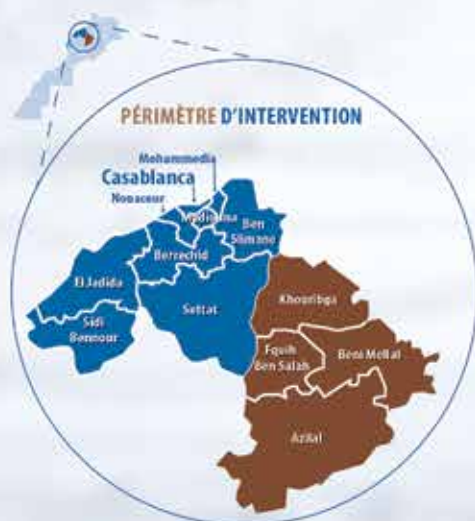 PÉRIMÈTRE D'INTERVENTION
Mohammedia
Casablanca
Nouaceur
Mediouna
Ben
Slimane
Berrechid
El Jadida
Settat
Sidi
Bennour
Khouribga
Fquih
Ben Salah
Beni Mellal
Azilal